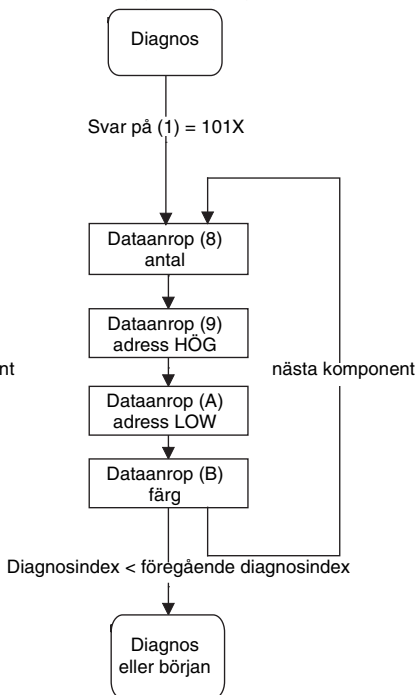 Diagnos
Svar på (1) = 101X
Dataanrop (8)
antal
Dataanrop (9)
adress HÖG
nt
nästa komponent
Dataanrop (A)
adress LOW
Dataanrop (B)
färg
Diagnosindex < föregående diagnosindex
Diagnos
eller början